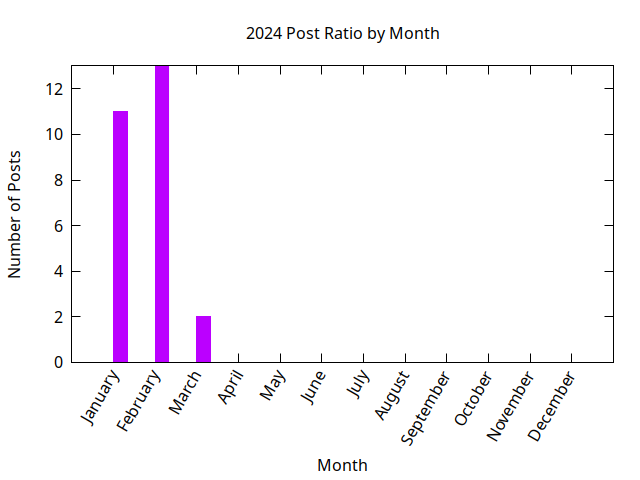 2024 Post Ratio by Month
12
10
8
6
4
2
0
Number of Posts
January
February
March
April
May
June
July
August
September
October
November
December
Month